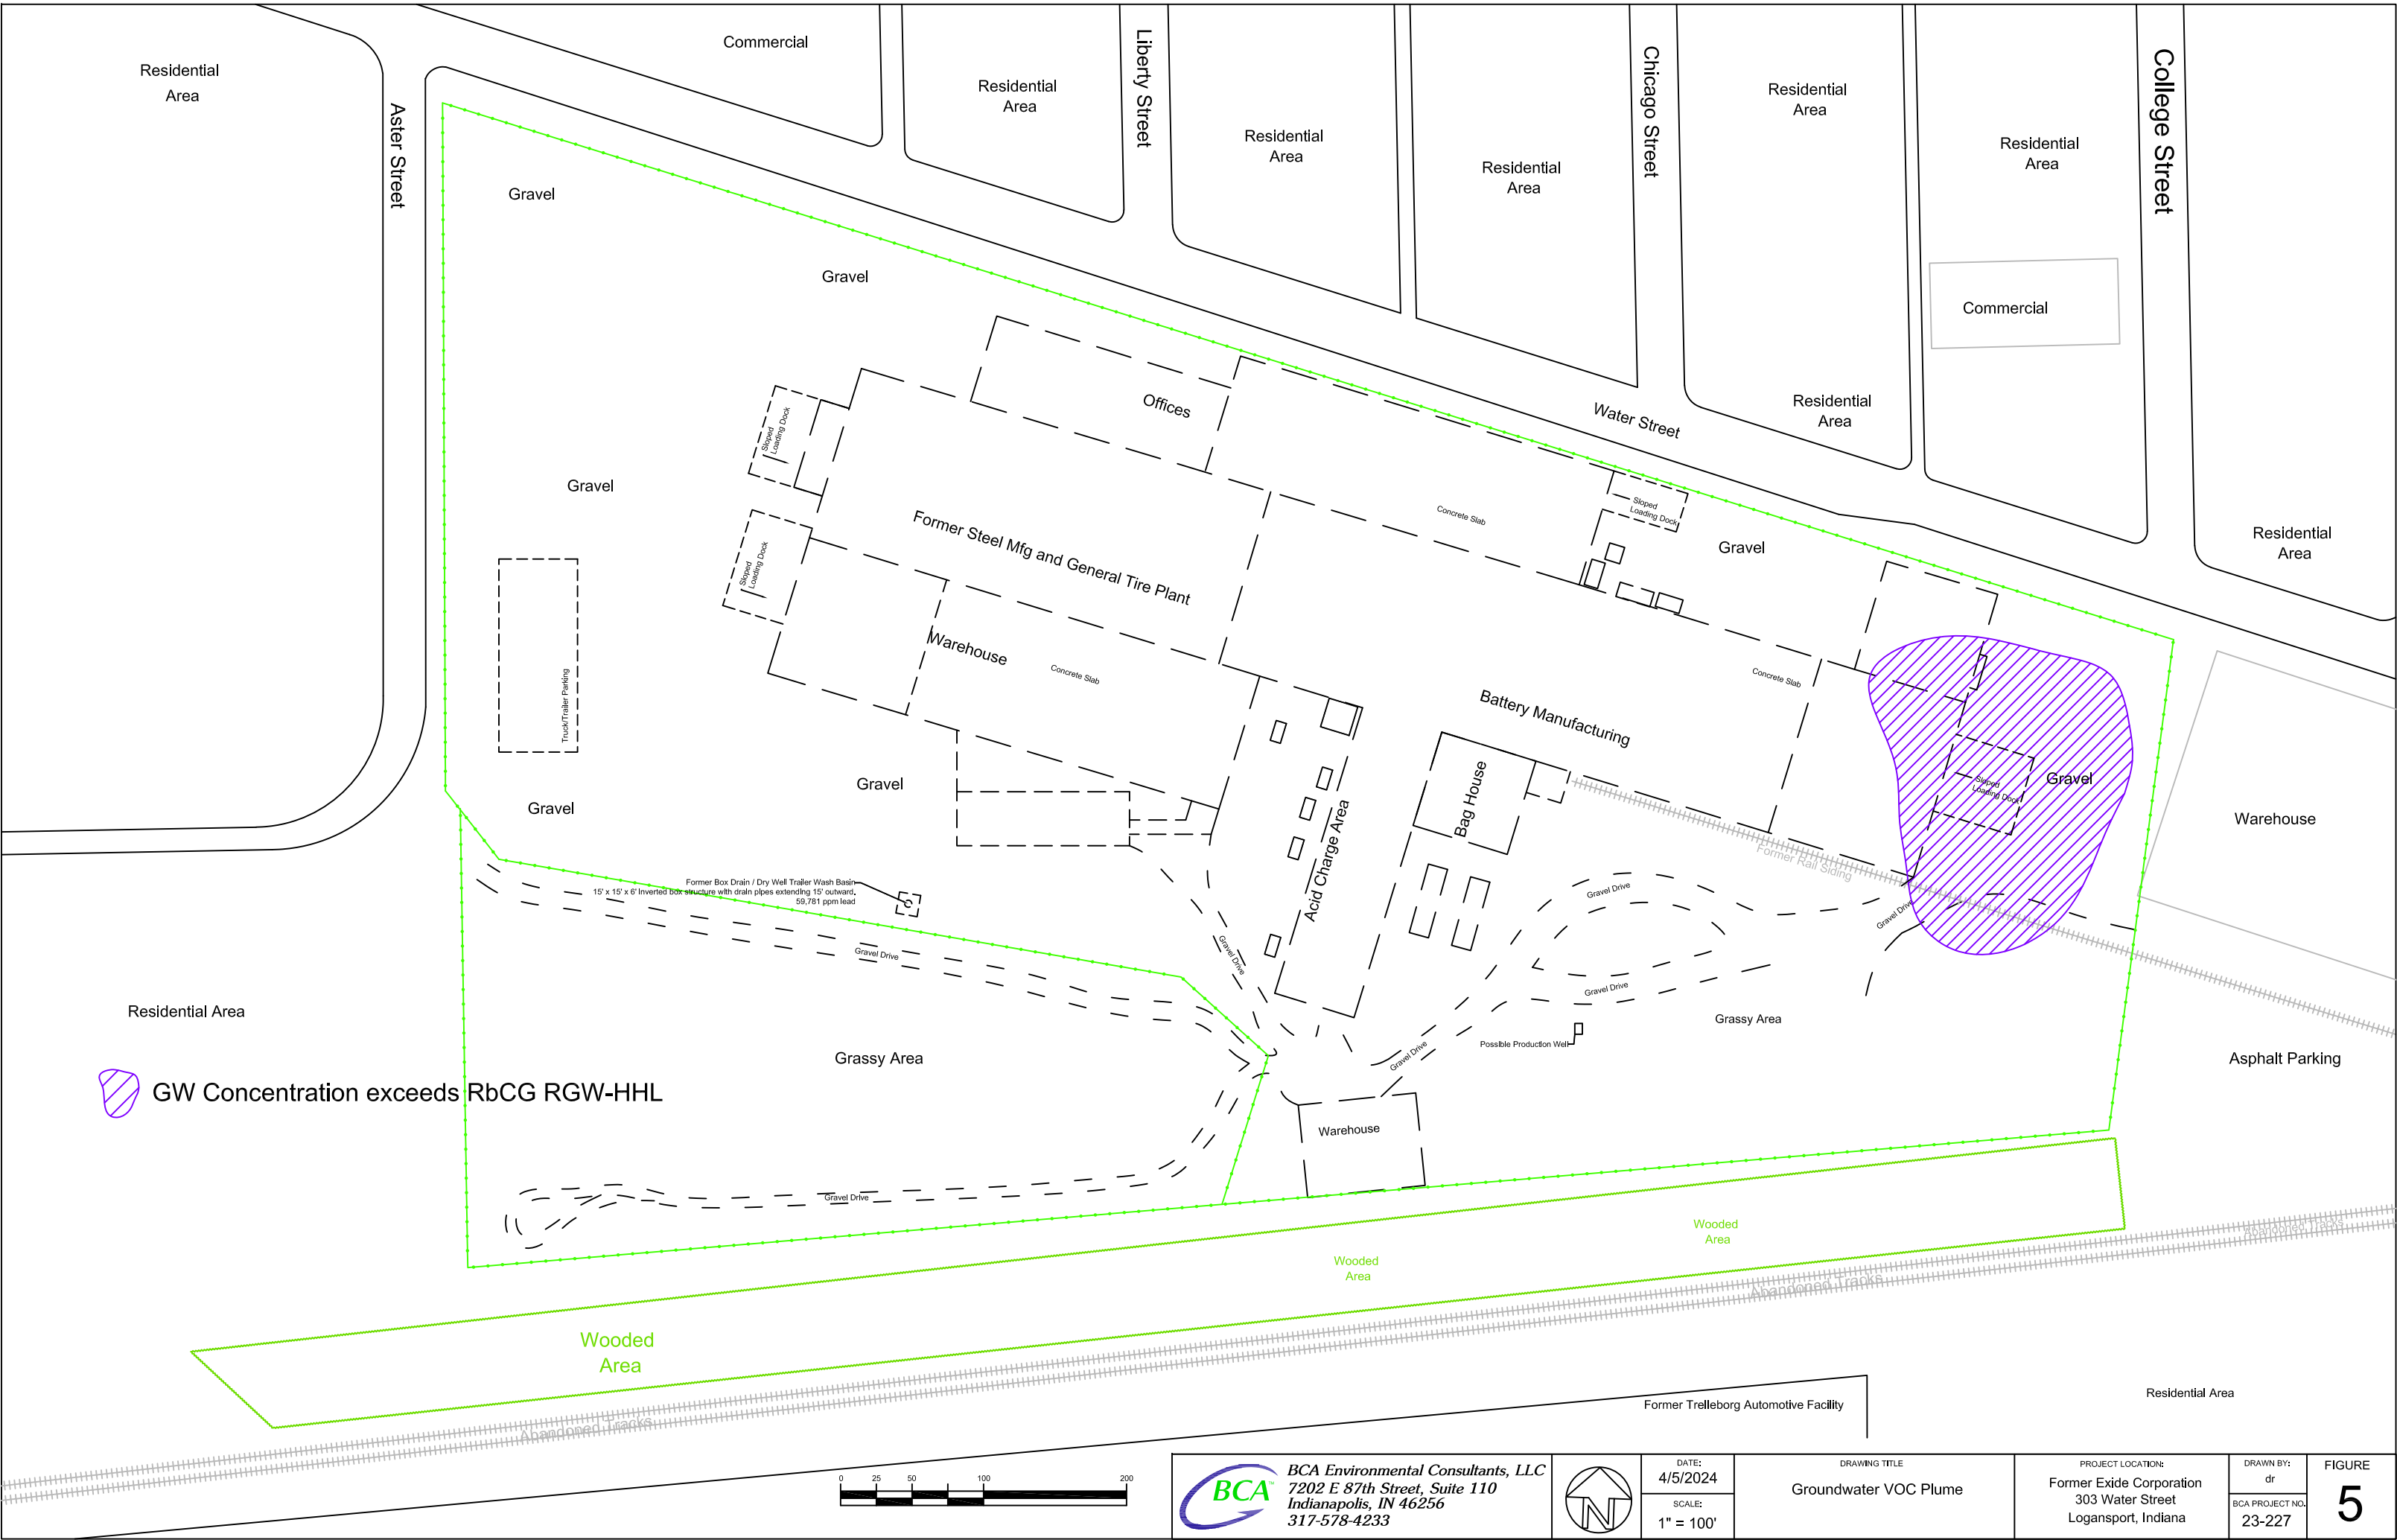 Residential
Area
Commercial
Residential
Area
Liberty Street
Residential
Area
Residential
Area
Chicago Street
Residential
Area
Residential
Area
College Street
Aster Street
Gravel
Gravel
Commercial
Residential
Area
Water Street
Offices
Sloped
Loading Dock
Gravel
Concrete Slab
Sloped
Loading Dock
Gravel
Residential
Area
Former Steel Mfg and General Tire Plant
Sloped
Loading Dock
Warehouse
Concrete Slab
Truck/Trailer Parking
Concrete Slab
Battery Manufacturing
Gravel
Gravel
Bag House
Acid Charge Area
Sloped
Loading Dock
Gravel
Warehouse
Former Rail Siding
Former Box Drain / Dry Well Trailer Wash Basin
15' x 15' x 6' Inverted box structure with drain pipes extending 15' outward.
59,781 ppm lead
Gravel Drive
Gravel Drive
Gravel Drive
Gravel Drive
Gravel Drive
Residential Area
Grassy Area
Grassy Area
Possible Production Well
Gravel Drive
Asphalt Parking
GW Concentration exceeds RbCG RGW-HHL
Warehouse
Gravel Drive
Wooded
Area
Wooded
Area
Wooded
Area
Abandoned Tracks
Abandoned Tracks
Abandoned Tracks
Former Trelleborg Automotive Facility
Residential Area
0 25 50 100 200
BCA
BCA Environmental Consultants, LLC
7202 E 87th Street, Suite 110
Indianapolis, IN 46256
317-578-4233
N
DATE:
4/5/2024
SCALE:
1" = 100'
DRAWING TITLE
Groundwater VOC Plume
PROJECT LOCATION:
Former Exide Corporation
303 Water Street
Logansport, Indiana
DRAWN BY:
dr
BCA PROJECT NO.
23-227
FIGURE
5